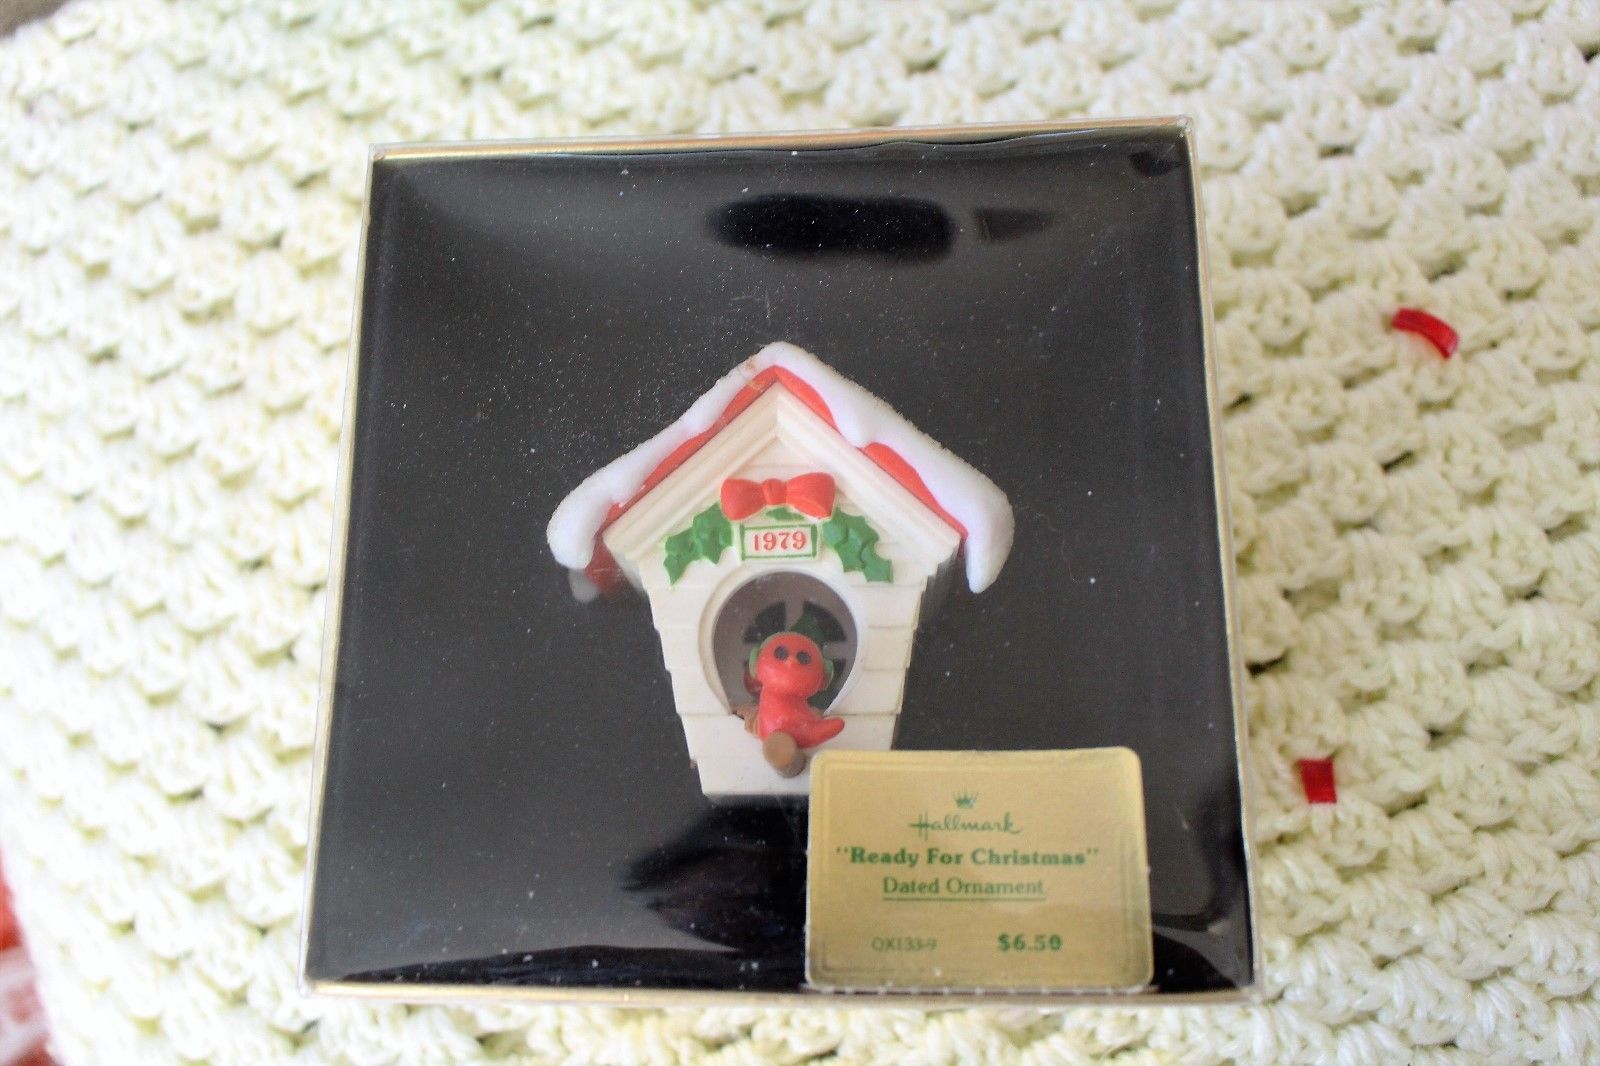 1979
Hallmark
"Ready For Christmas"
Dated Ornament
QX133-9 $6.50